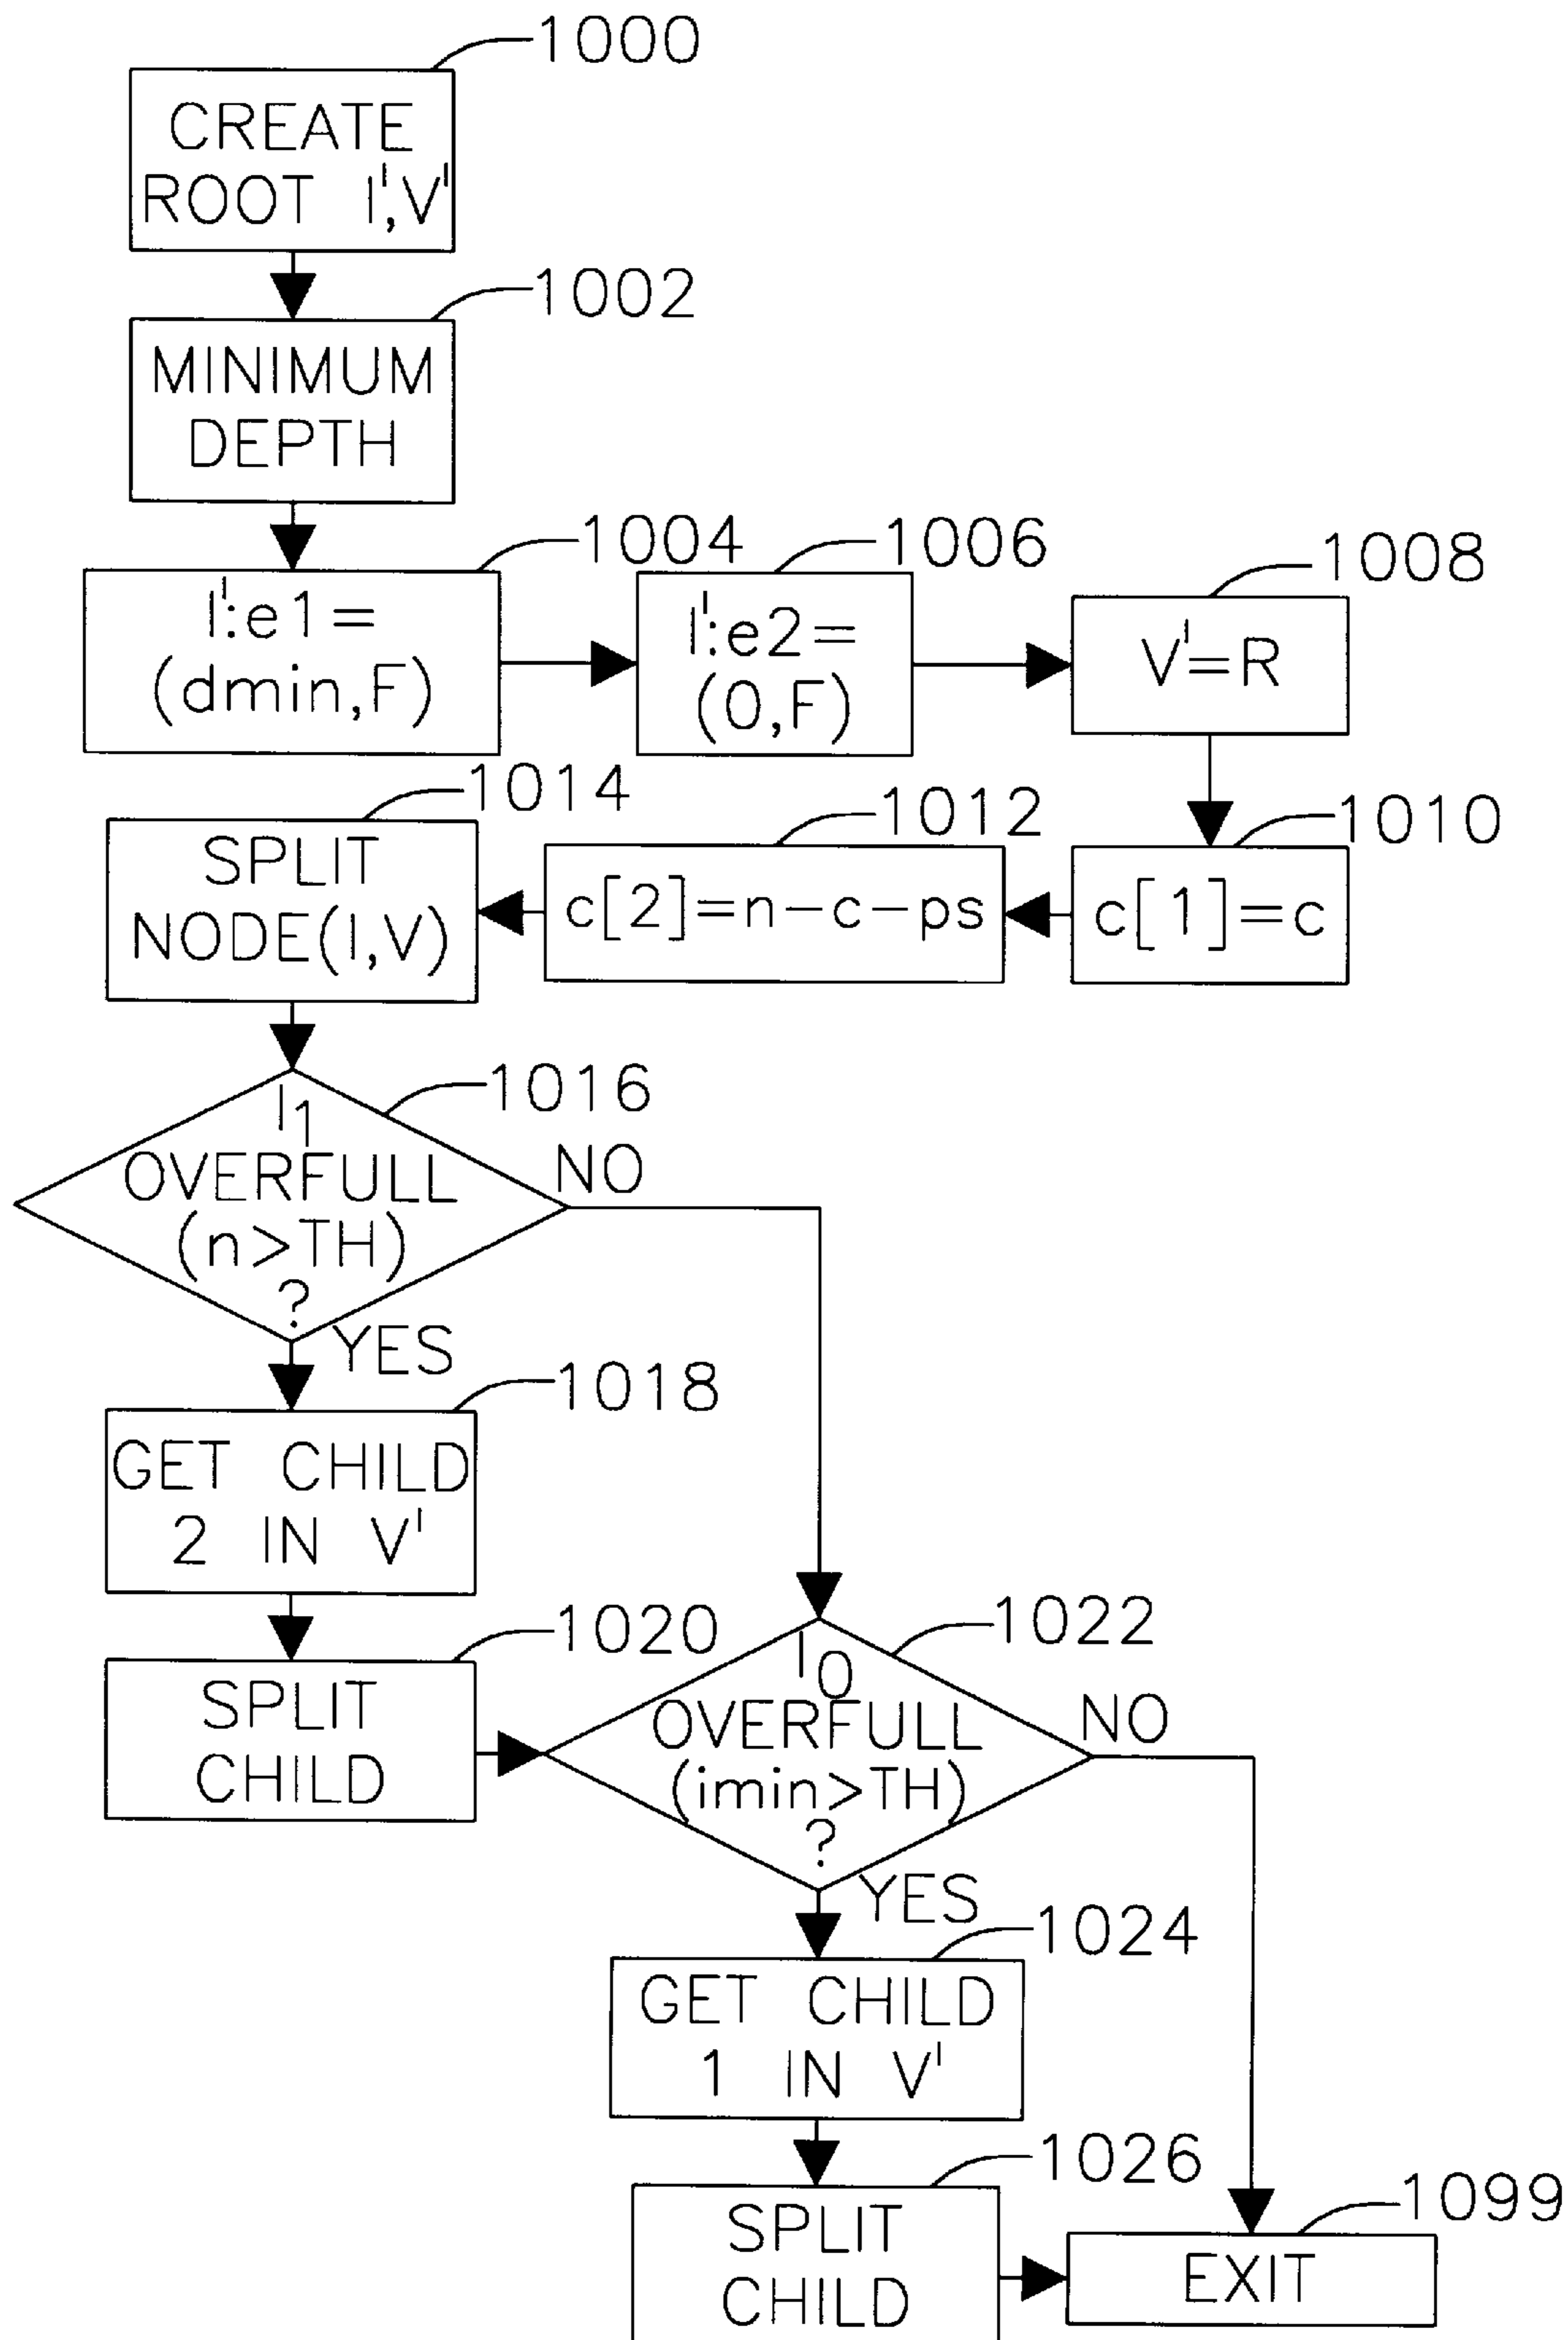 1000
CREATE
ROOT I',V'
1002
MINIMUM
DEPTH
1004
I':e1=
(dmin,F)
1006
I':e2=
(0,F)
1008
V'=R
1010
c[1]=c
1012
c[2]=n-c-ps
1014
SPLIT
NODE(I,V)
1016
I1
OVERFULL
(n>TH)
?
NO
YES
1018
GET CHILD
2 IN V'
1020
SPLIT
CHILD
1022
I0
OVERFULL
(imin>TH)
?
NO
YES
1024
GET CHILD
1 IN V'
1026
SPLIT
CHILD
1099
EXIT